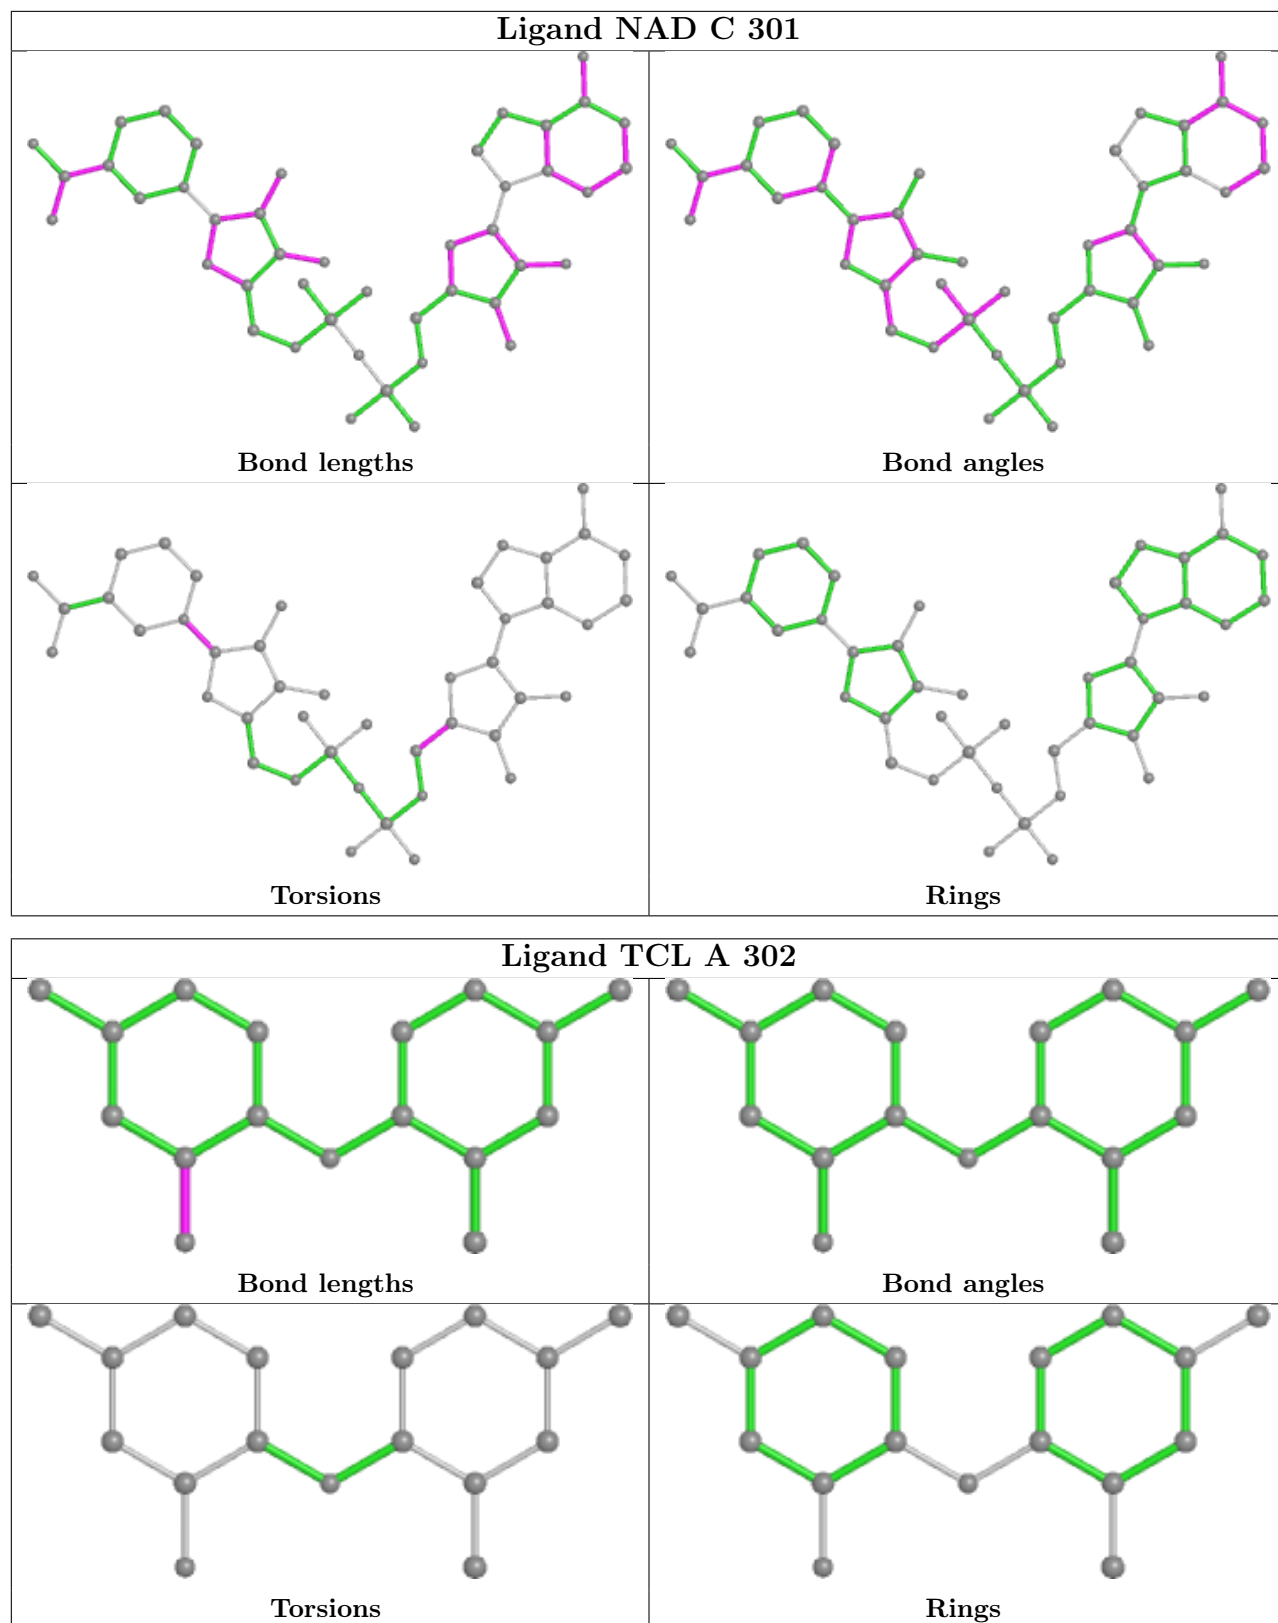 Ligand NAD C 301
Bond lengths
Bond angles
Torsions
Rings
Ligand TCL A 302
Bond lengths
Bond angles
Torsions
Rings